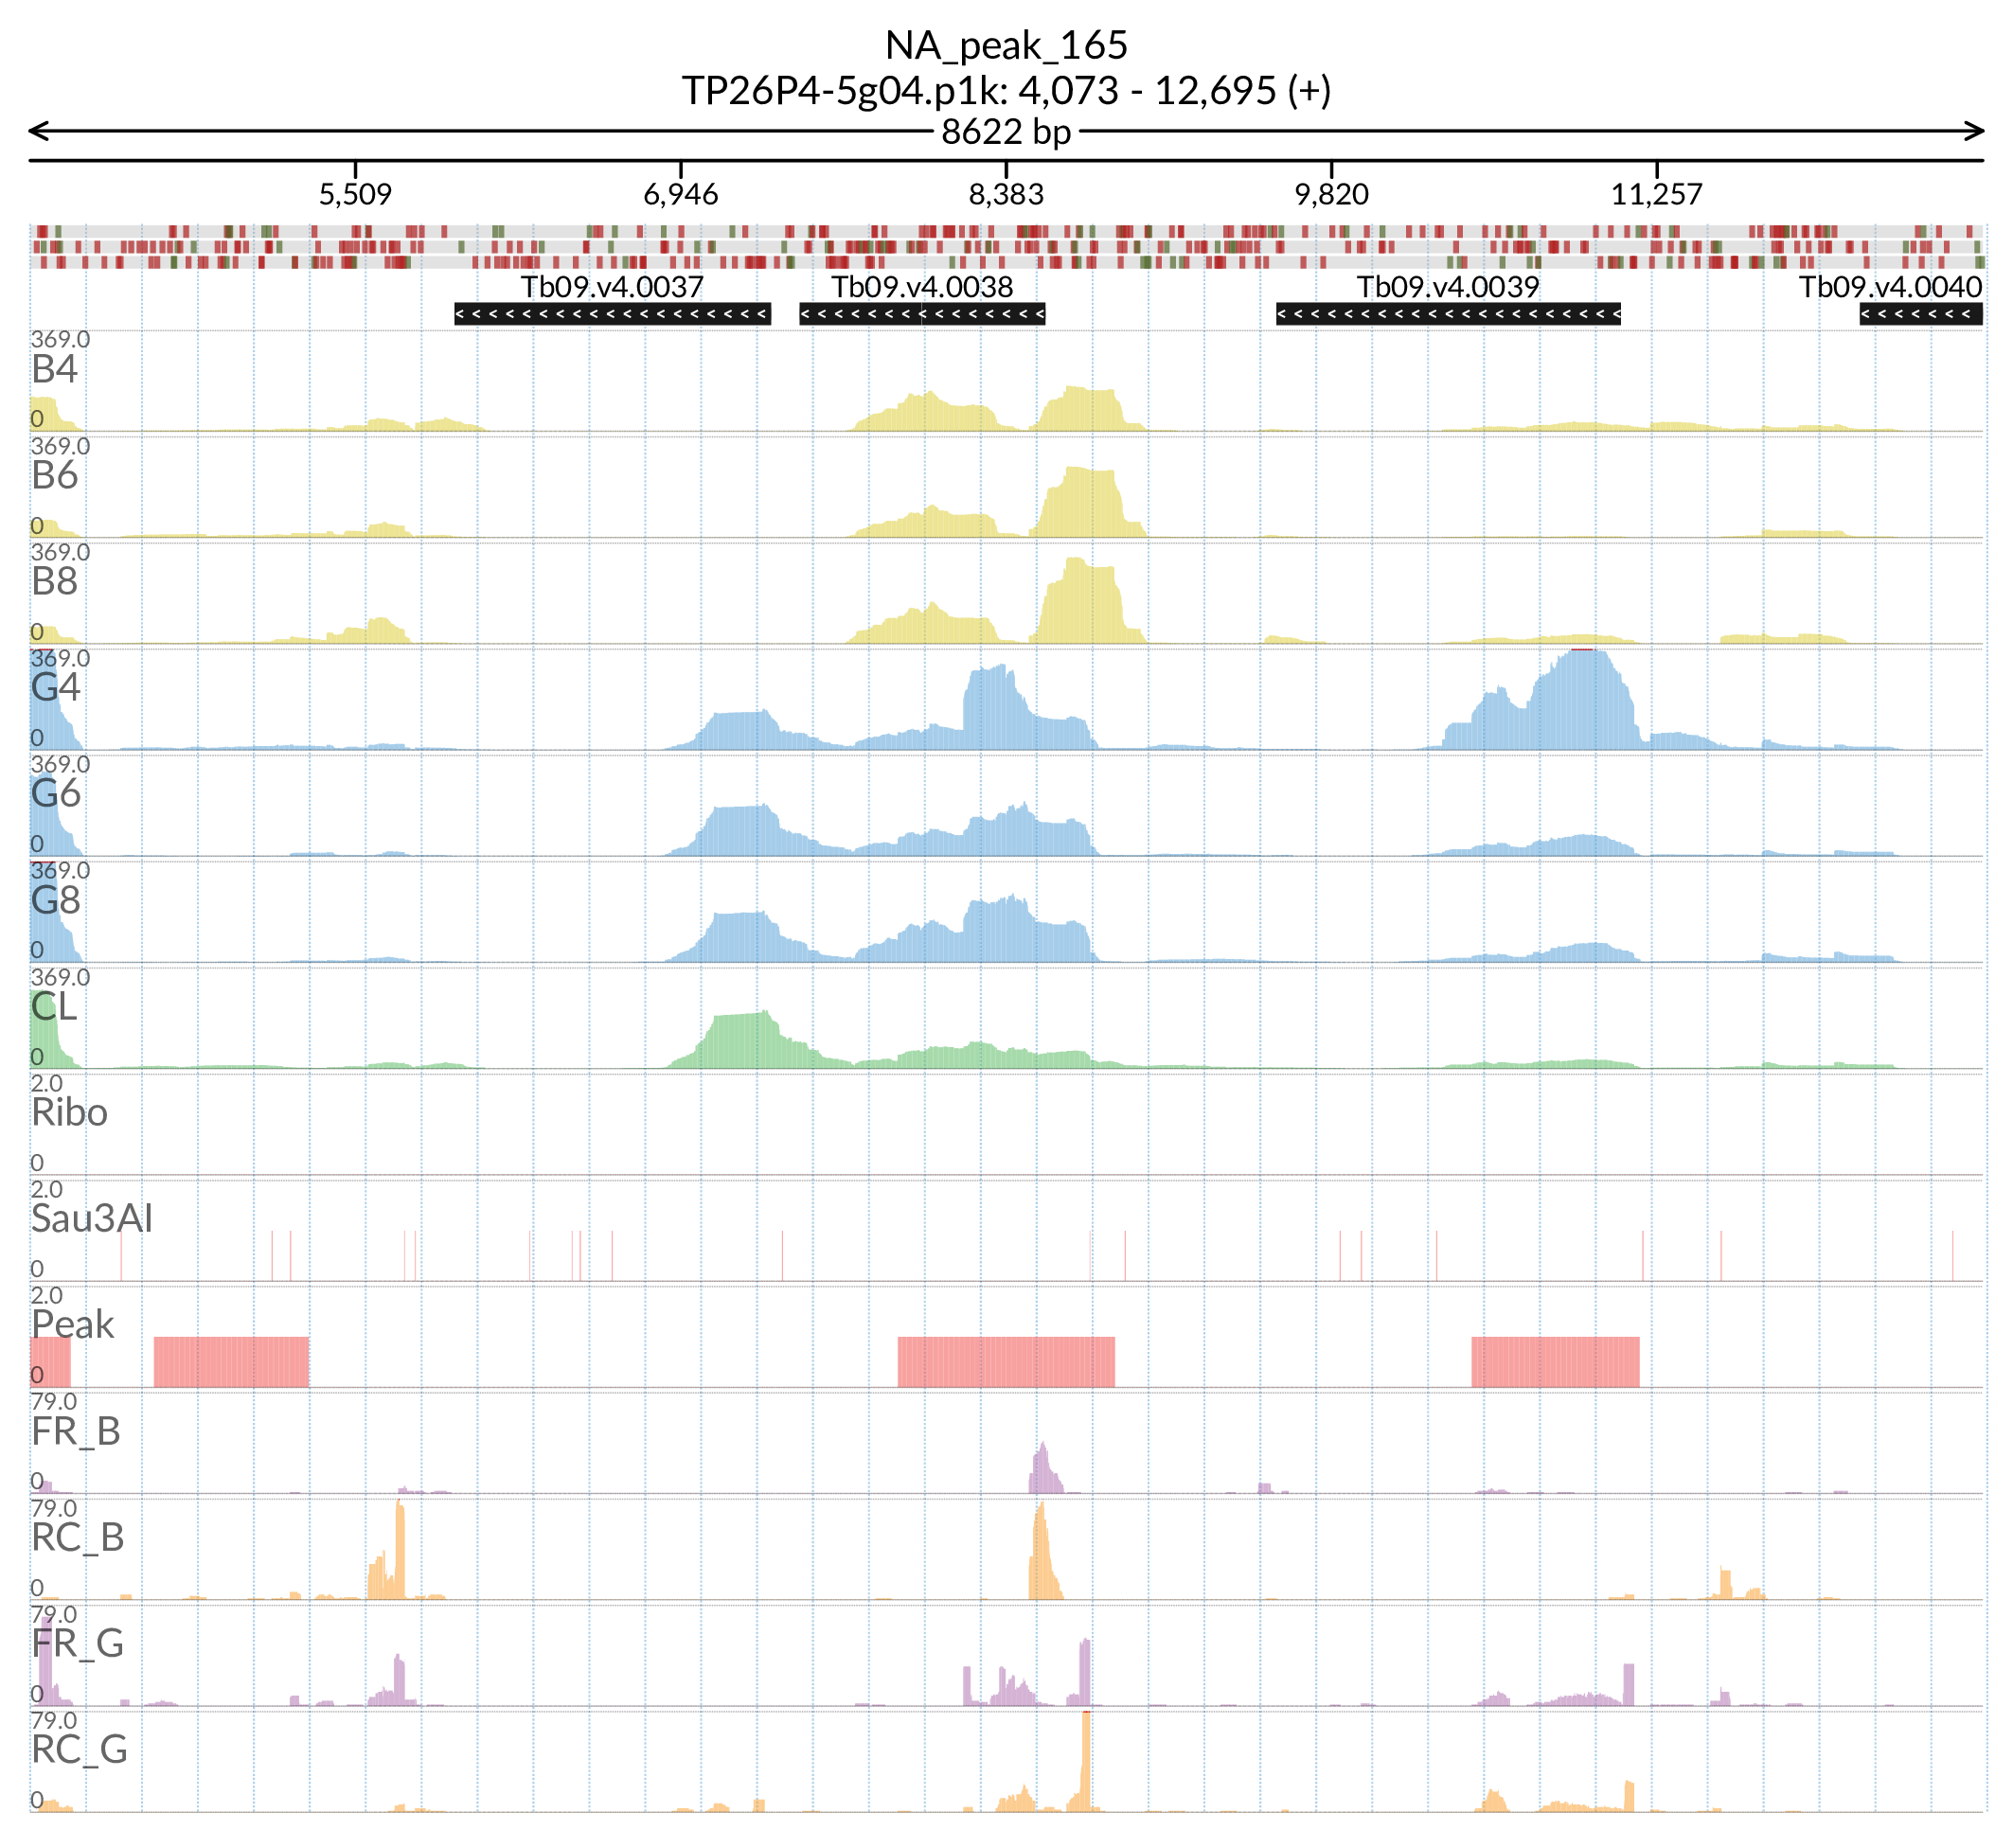 NA_peak_165
TP26P4-5g04.p1k: 4,073 - 12,695 (+)
8622 bp
5,509 6,946 8,383 9,820 11,257
Tb09.v4.0037 Tb09.v4.0038 Tb09.v4.0039 Tb09.v4.0040
369.0
B4
0
369.0
B6
0
369.0
B8
0
369.0
G4
0
369.0
G6
0
369.0
G8
0
369.0
CL
0
2.0
Ribo
0
2.0
Sau3AI
0
2.0
Peak
0
79.0
FR_B
0
79.0
RC_B
0
79.0
FR_G
0
79.0
RC_G
0